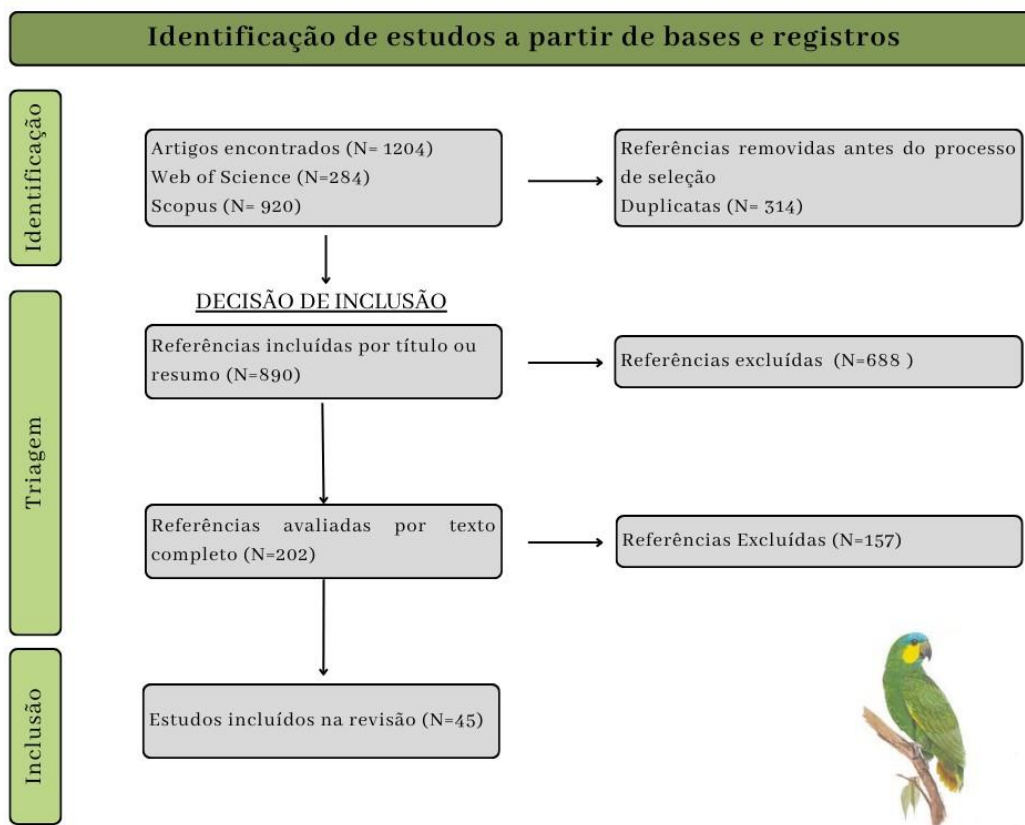 Identificação de estudos a partir de bases e registros
Identificação
Artigos encontrados (N= 1204)
Web of Science (N=284)
Scopus (N= 920)
Referências removidas antes do processo
de seleção
Duplicatas (N= 314)
Triagem
DECISÃO DE INCLUSÃO
Referências incluídas por título ou
resumo (N=890)
Referências excluídas (N=688 )
Referências avaliadas por texto
completo (N=202)
Referências Excluídas (N=157)
Inclusão
Estudos incluídos na revisão (N=45)